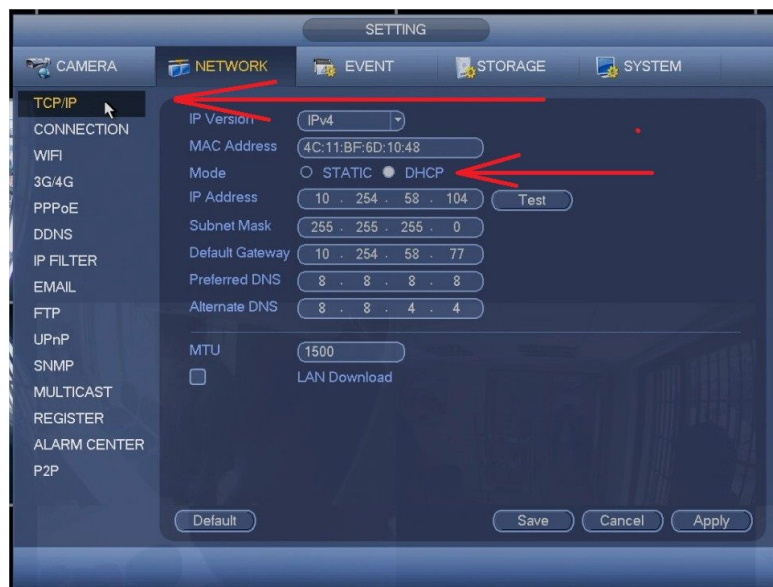 SETTING
CAMERA NETWORK EVENT STORAGE SYSTEM
TCP/IP
CONNECTION
WIFI
3G/4G
PPPoE
DDNS
IP FILTER
EMAIL
FTP
UPnP
SNMP
MULTICAST
REGISTER
ALARM CENTER
P2P
IP Version IPv4
MAC Address 4C:11:BF:6D:10:48
Mode STATIC DHCP
IP Address 10 . 254 . 58 . 104 Test
Subnet Mask 255 . 255 . 255 . 0
Default Gateway 10 . 254 . 58 . 77
Preferred DNS 8 . 8 . 8 . 8
Alternate DNS 8 . 8 . 4 . 4
MTU 1500
LAN Download
Default Save Cancel Apply